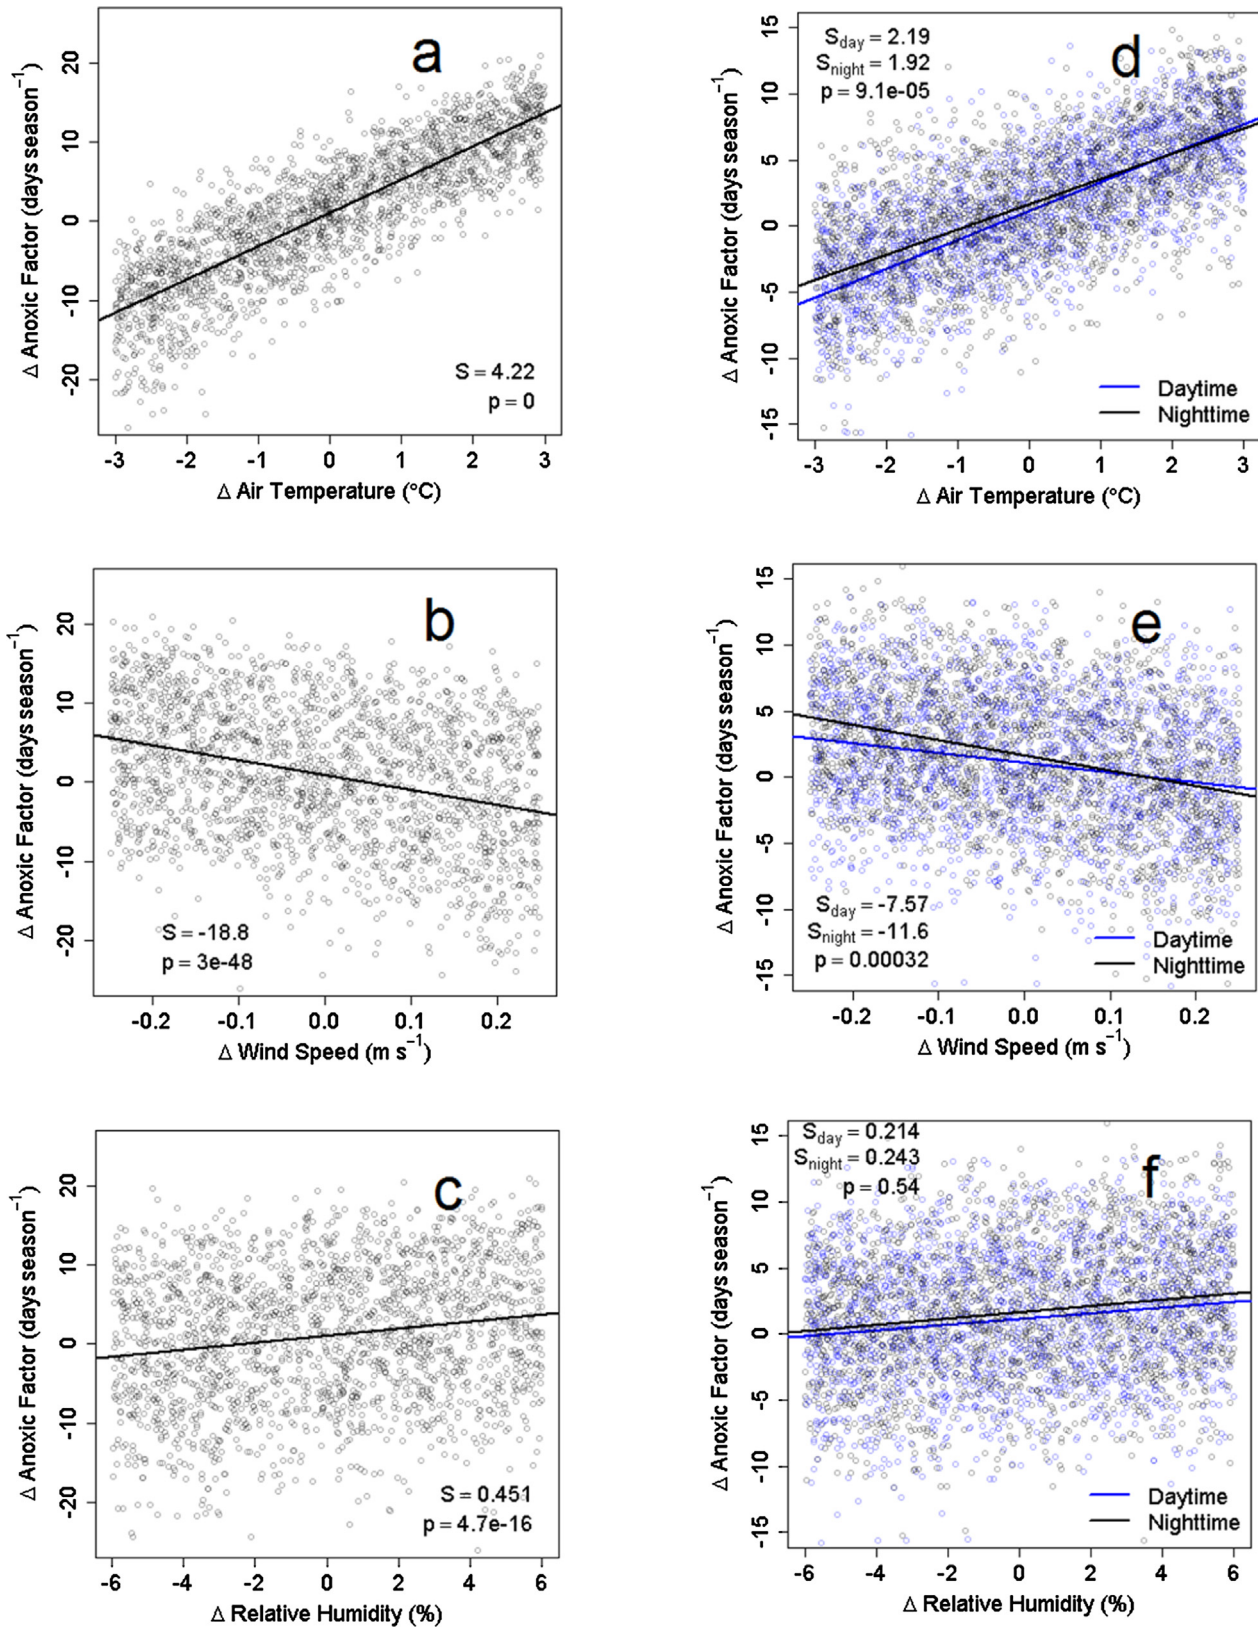 a
Δ Anoxic Factor (days season⁻¹)
20
10
0
-10
-20
S = 4.22
p = 0
-3 -2 -1 0 1 2 3
Δ Air Temperature (°C)
d
Δ Anoxic Factor (days season⁻¹)
15
10
5
0
-5
-10
-15
Sday = 2.19
Snight = 1.92
p = 9.1e-05
Daytime
Nighttime
-3 -2 -1 0 1 2 3
Δ Air Temperature (°C)
b
Δ Anoxic Factor (days season⁻¹)
20
10
0
-10
-20
S = -18.8
p = 3e-48
-0.2 -0.1 0.0 0.1 0.2
Δ Wind Speed (m s⁻¹)
e
Δ Anoxic Factor (days season⁻¹)
15
10
5
0
-5
-10
-15
Sday = -7.57
Snight = -11.6
p = 0.00032
Daytime
Nighttime
-0.2 -0.1 0.0 0.1 0.2
Δ Wind Speed (m s⁻¹)
c
Δ Anoxic Factor (days season⁻¹)
20
10
0
-10
-20
S = 0.451
p = 4.7e-16
-6 -4 -2 0 2 4 6
Δ Relative Humidity (%)
f
Δ Anoxic Factor (days season⁻¹)
15
10
5
0
-5
-10
-15
Sday = 0.214
Snight = 0.243
p = 0.54
Daytime
Nighttime
-6 -4 -2 0 2 4 6
Δ Relative Humidity (%)